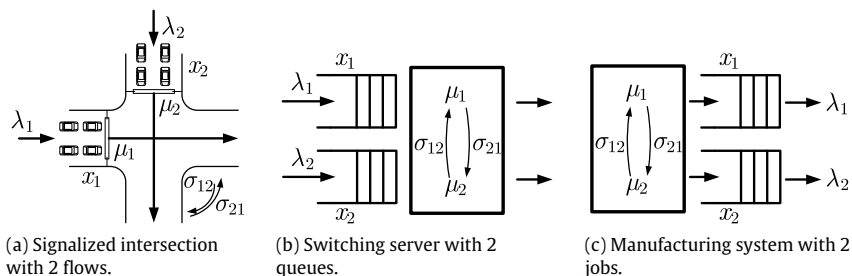 λ₂
x₂
μ₂
λ₁
μ₁
x₁
σ₁₂
σ₂₁
(a) Signalized intersection
with 2 flows.
x₁
λ₁
μ₁
σ₁₂
σ₂₁
λ₂
μ₂
x₂
(b) Switching server with 2
queues.
x₁
μ₁
λ₁
σ₁₂
σ₂₁
μ₂
λ₂
x₂
(c) Manufacturing system with 2
jobs.